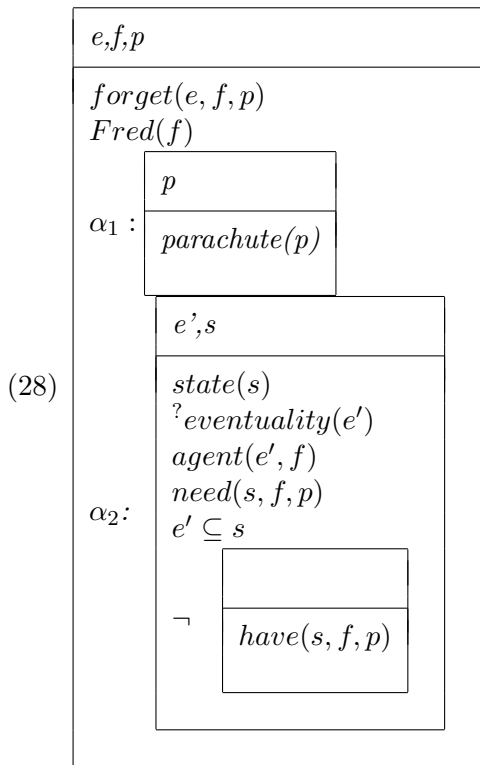 e,f,p
forget(e, f, p)
Fred(f)
p
α₁ :
parachute(p)
e’,s
(28)
state(s)
?eventuality(e′)
agent(e′, f)
need(s, f, p)
α₂:
e′ ⊆ s
¬
have(s, f, p)